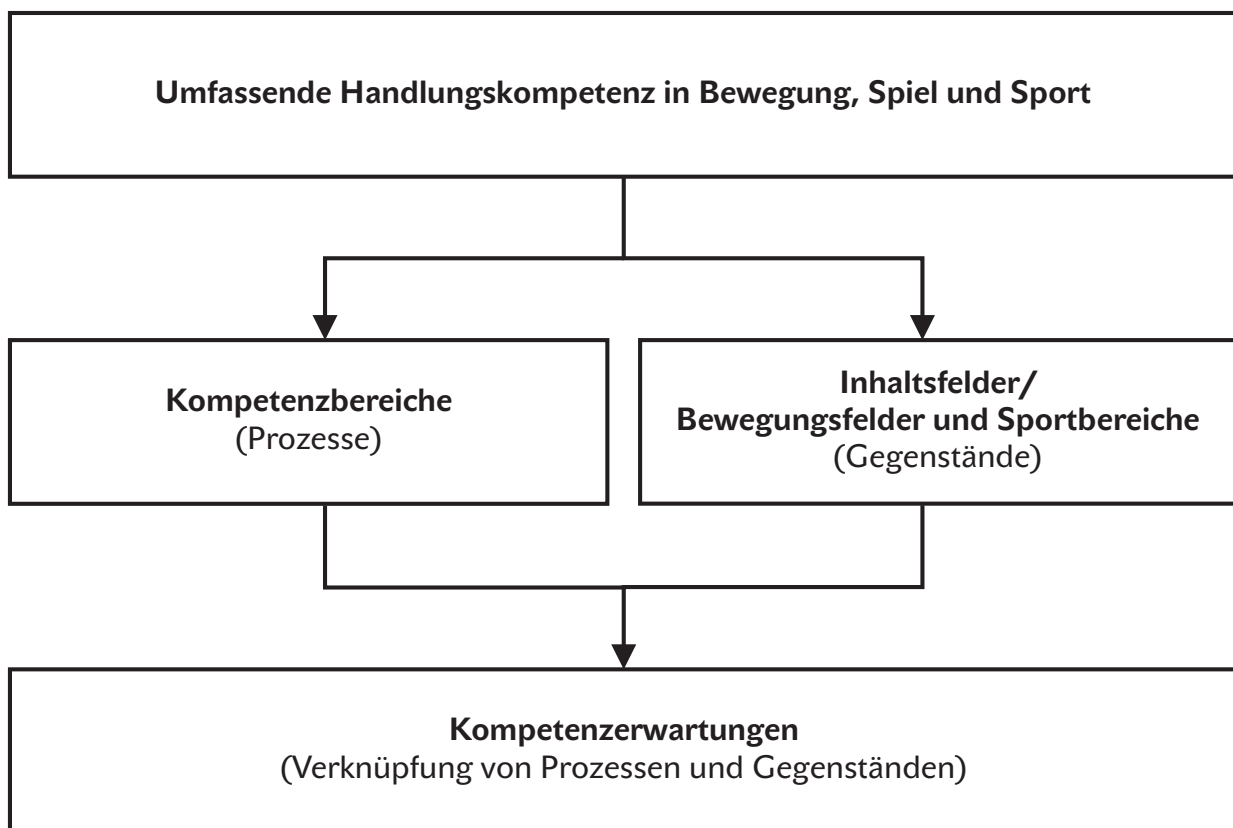 Umfassende Handlungskompetenz in Bewegung, Spiel und Sport
Kompetenzbereiche
(Prozesse)
Inhaltsfelder/
Bewegungsfelder und Sportbereiche
(Gegenstände)
Kompetenzerwartungen
(Verknüpfung von Prozessen und Gegenständen)